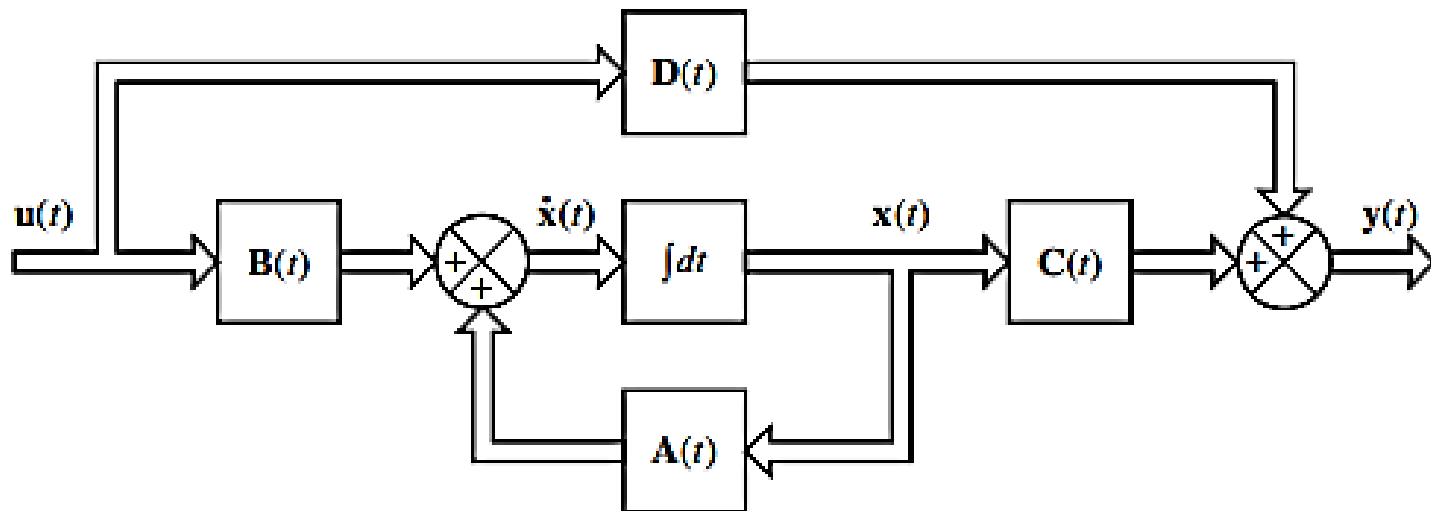 D(t)
u(t)
B(t)
+
+
ẋ(t)
∫dt
x(t)
C(t)
+
+
y(t)
A(t)